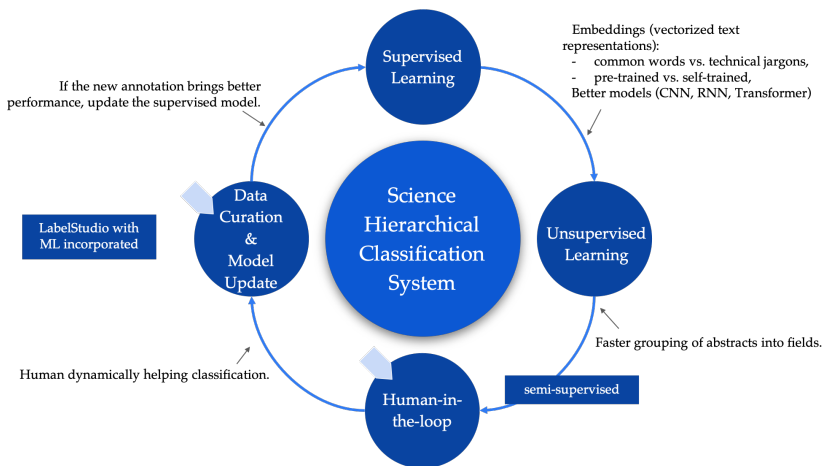 Supervised
Learning
Embeddings (vectorized text
representations):
- common words vs. technical jargons,
- pre-trained vs. self-trained,
Better models (CNN, RNN, Transformer)
If the new annotation brings better
performance, update the supervised model.
Data
Curation
&
Model
Update
LabelStudio with
ML incorporated
Science
Hierarchical
Classification
System
Unsupervised
Learning
Faster grouping of abstracts into fields.
Human dynamically helping classification.
semi-supervised
Human-in-
the-loop